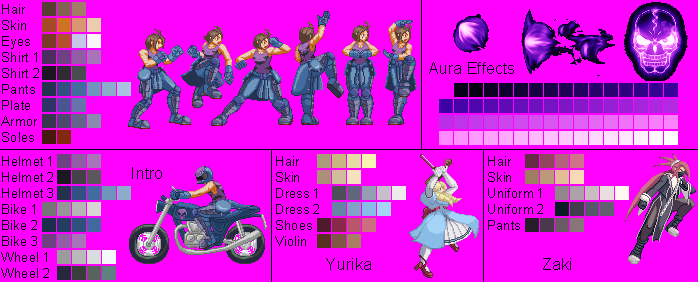 Hair
Skin
Eyes
Shirt 1
Shirt 2
Pants
Plate
Armor
Soles
Aura Effects
Helmet 1
Helmet 2
Helmet 3
Bike 1
Bike 2
Bike 3
Wheel 1
Wheel 2
Intro
Hair
Skin
Dress 1
Dress 2
Shoes
Violin
Yurika
Hair
Skin
Uniform 1
Uniform 2
Pants
Zaki